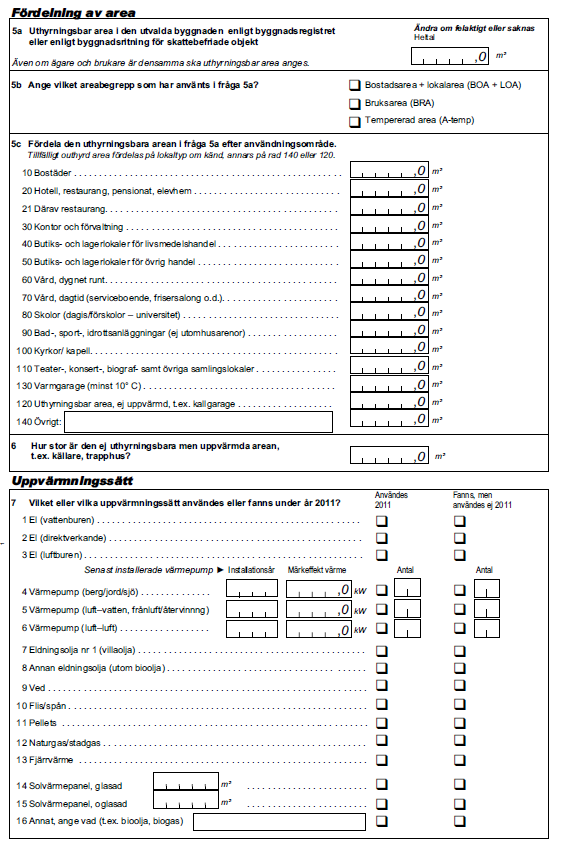 Fördelning av area
5a Uthyrningsbar area i den utvalda byggnaden enligt byggnadsregistret
eller enligt byggnadsritning för skattebefriade objekt
Ändra om felaktigt eller saknas
Heltal
,0 m²
Även om ägare och brukare är densamma ska uthyrningsbar area anges.
5b Ange vilket areabegrepp som har använts i fråga 5a?
Bostadsarea + lokalarea (BOA + LOA)
Bruksarea (BRA)
Tempererad area (A-temp)
5c Fördela den uthyrningsbara arean i fråga 5a efter användningsområde.
Tillfälligt outhyrd area fördelas på lokaltyp om känd, annars på rad 140 eller 120.
10 Bostäder ,0 m²
20 Hotell, restaurang, pensionat, elevhem ,0 m²
21 Därav restaurang ,0 m²
30 Kontor och förvaltning ,0 m²
40 Butiks- och lagerlokaler för livsmedelshandel ,0 m²
50 Butiks- och lagerlokaler för övrig handel ,0 m²
60 Vård, dygnet runt ,0 m²
70 Vård, dagtid (serviceboende, frisersalong o.d.) ,0 m²
80 Skolor (dagis/förskola – universitet) ,0 m²
90 Bad-, sport-, idrottsanläggningar (ej utomhusarenor) ,0 m²
100 Kyrkor/ kapell ,0 m²
110 Teater-, konsert-, biograf- samt övriga samlingslokaler ,0 m²
130 Varmgarage (minst 10° C) ,0 m²
120 Uthyrningsbar area, ej uppvärmd, t.ex. kallgarage ,0 m²
140 Övrigt: ,0 m²
6 Hur stor är den ej uthyrningsbara men uppvärmda arean,
t.ex. källare, trapphus? ,0 m²
Uppvärmningssätt
7 Vilket eller vilka uppvärmningssätt användes eller fanns under år 2011?
Användes
2011
Fanns, men
användes ej 2011
1 El (vattenburen)
2 El (direktverkande)
3 El (luftburen)
Senast installerade värmepump ► Installationsår Märkeffekt värme Antal Antal
4 Värmepump (berg/jord/sjö) ,0 kW
5 Värmepump (luft–vatten, frånluft/återvinnng) ,0 kW
6 Värmepump (luft–luft) ,0 kW
7 Eldningsolja nr 1 (villaolja)
8 Annan eldningsolja (utom bioolja)
9 Ved
10 Flis/spån
11 Pellets
12 Naturgas/stadgas
13 Fjärrvärme
14 Solvärmepanel, glasad m²
15 Solvärmepanel, oglasad m²
16 Annat, ange vad (t.ex. bioolja, biogas)